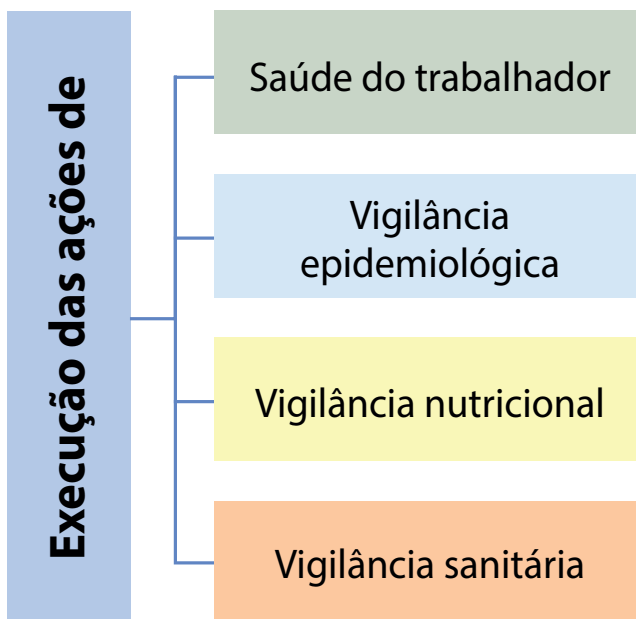 Execução das ações de
Saúde do trabalhador
Vigilância
epidemiológica
Vigilância nutricional
Vigilância sanitária